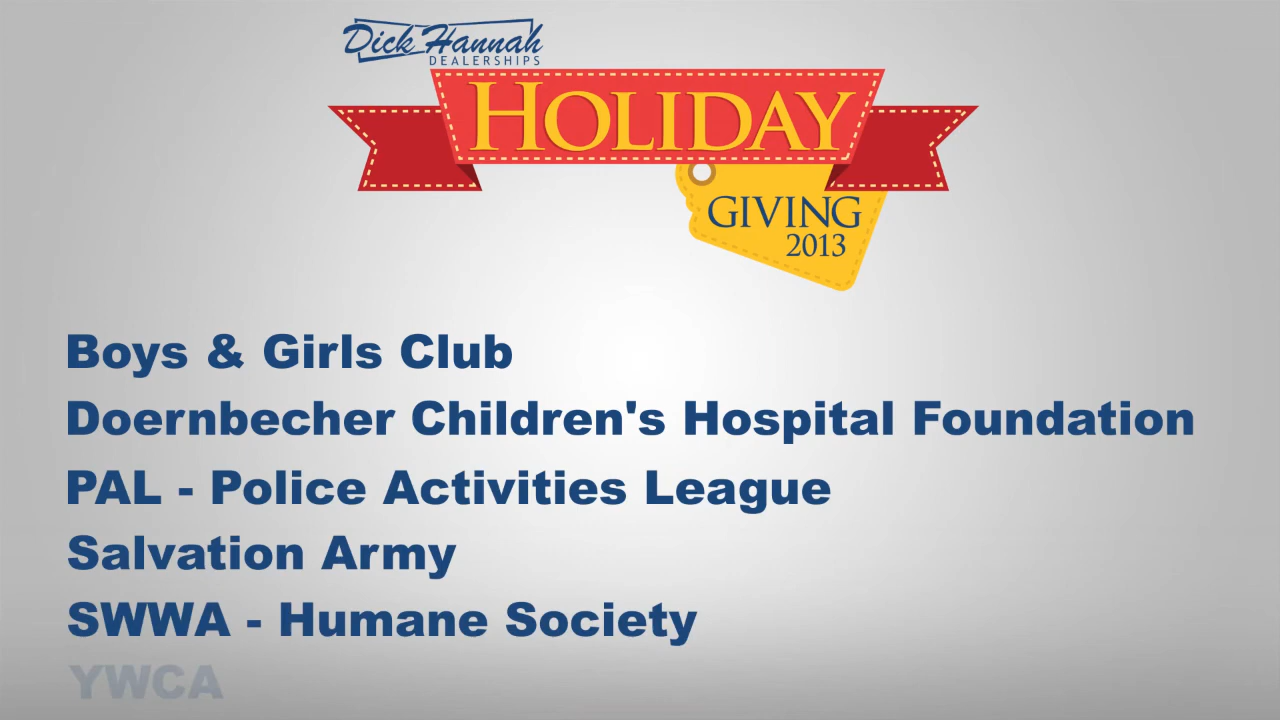 Dick Hannah
DEALERSHIPS
HOLIDAY
GIVING
2013
Boys & Girls Club
Doernbecher Children's Hospital Foundation
PAL - Police Activities League
Salvation Army
SWWA - Humane Society
YWCA